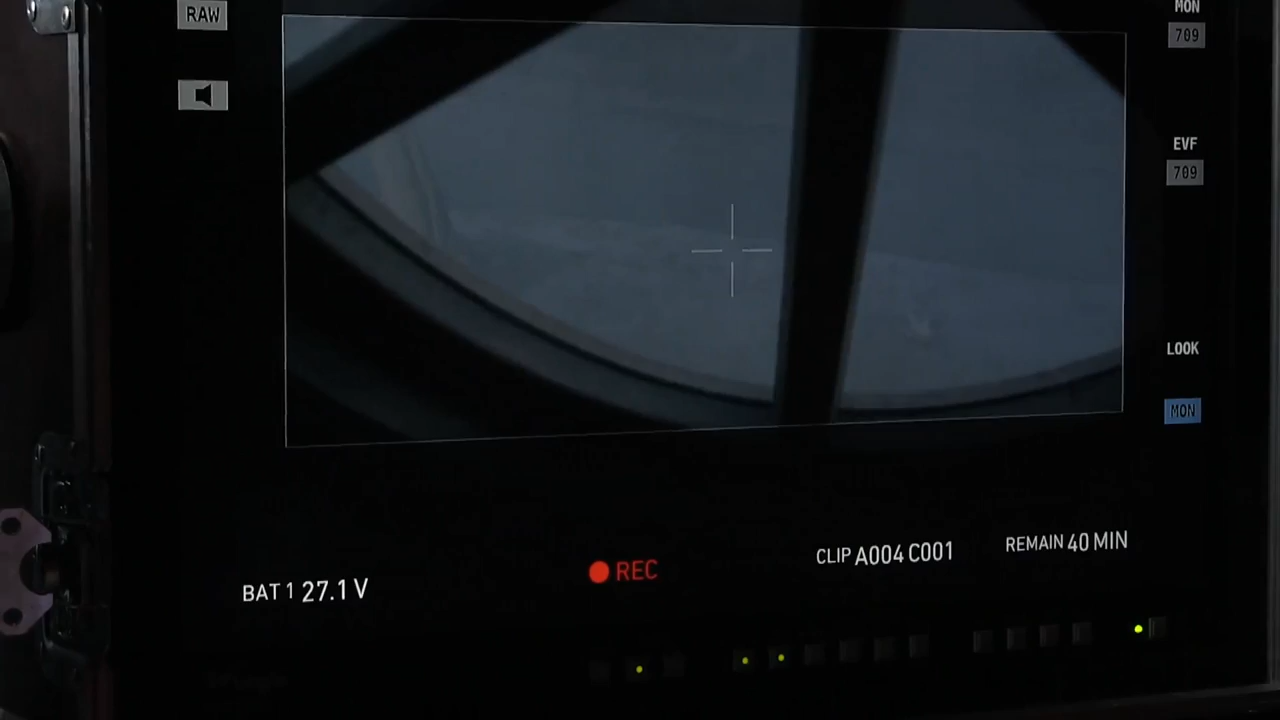 RAW
MON
709
EVF
709
LOOK
MON
BAT 1 27.1 V
REC
CLIP A004 C001
REMAIN 40 MIN